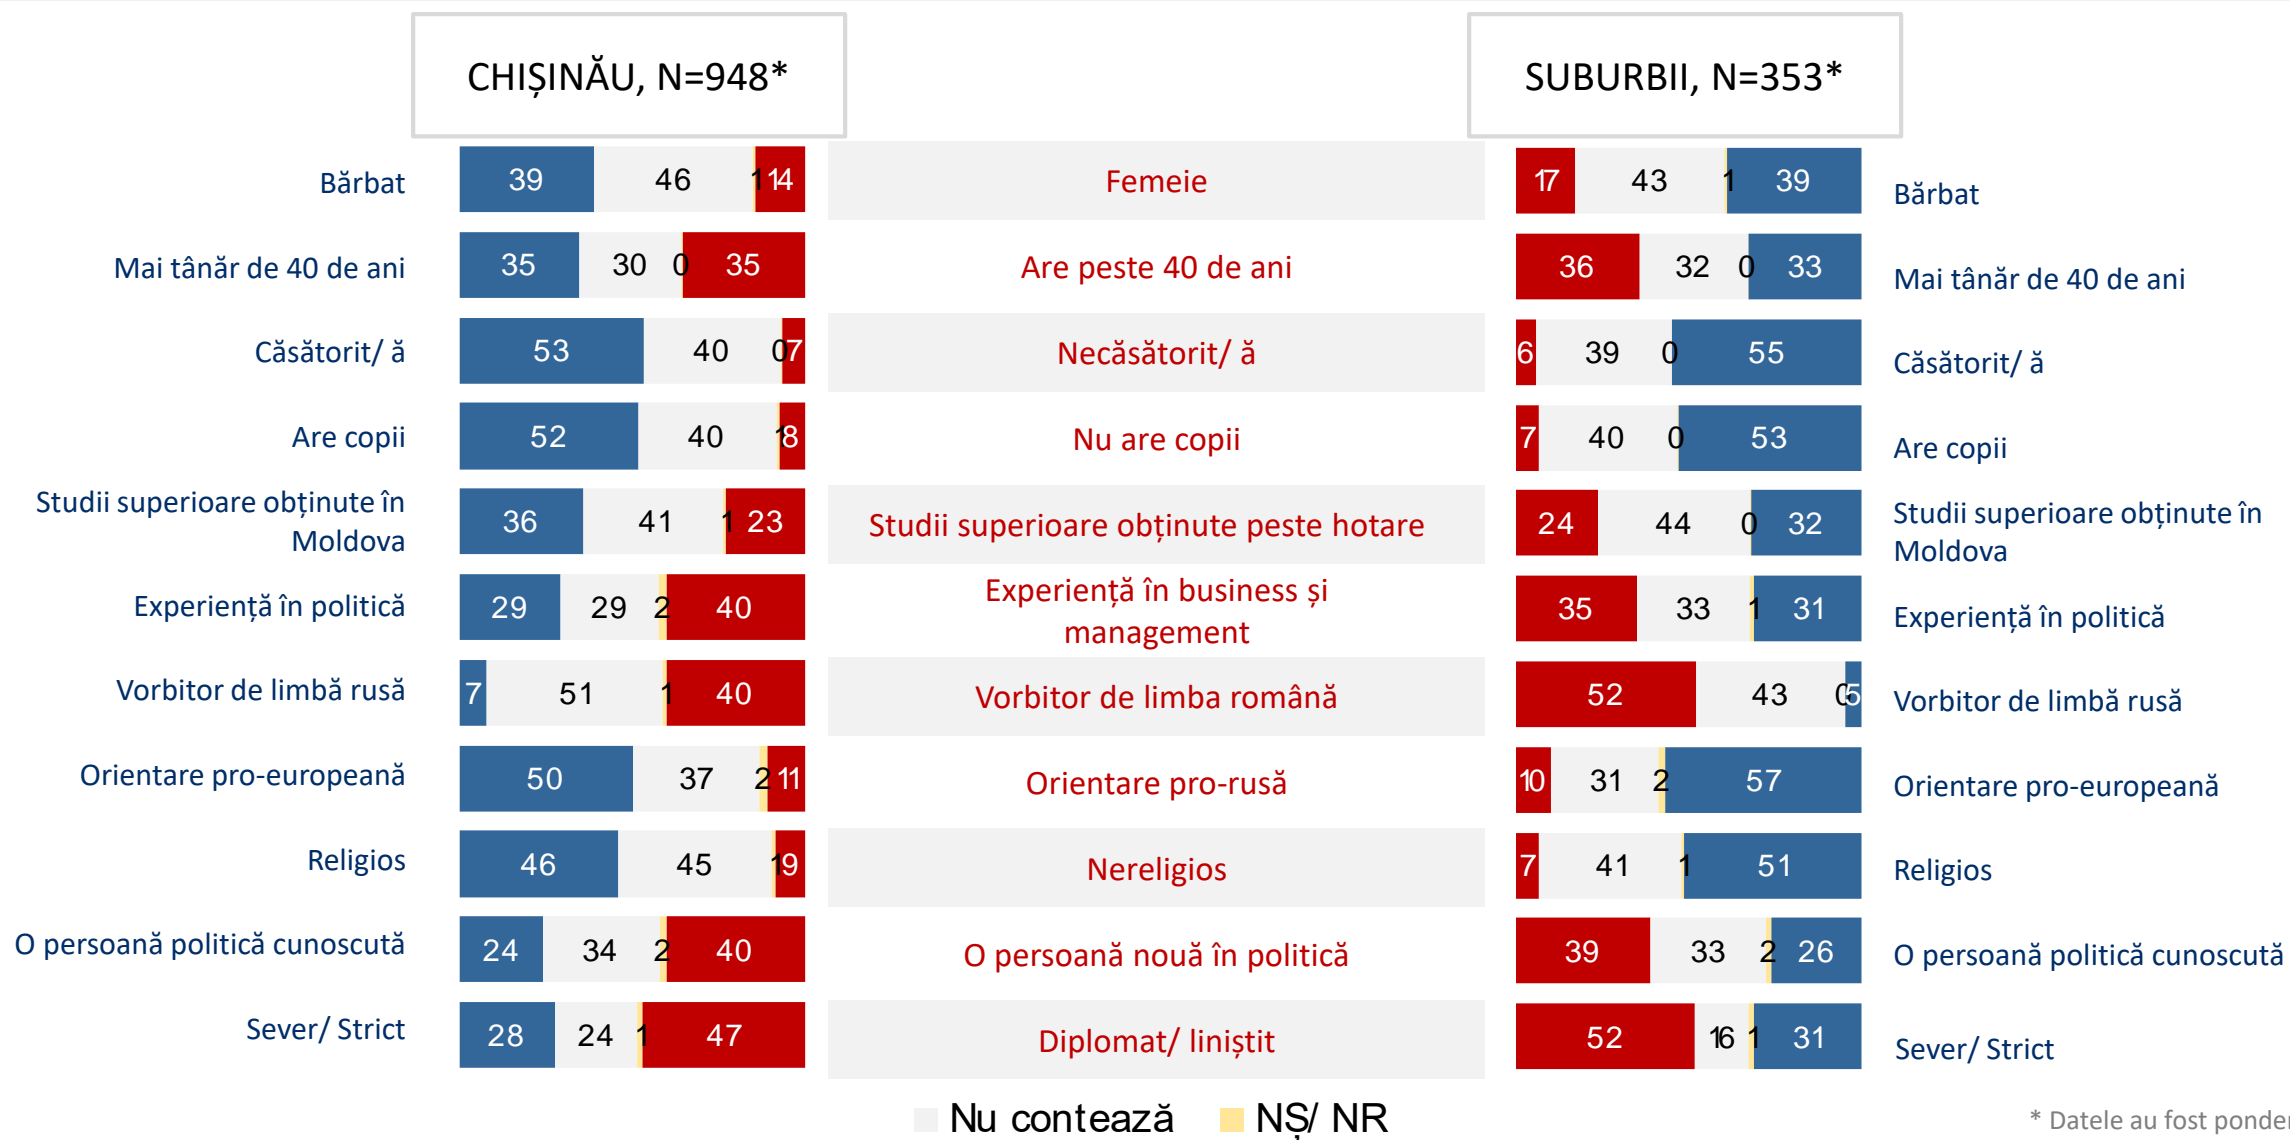 CHIȘINĂU, N=948*
SUBURBII, N=353*
Bărbat
39 46 1 14
Femeie
17 43 1 39
Bărbat
Mai tânăr de 40 de ani
35 30 0 35
Are peste 40 de ani
36 32 0 33
Mai tânăr de 40 de ani
Căsătorit/ ă
53 40 0 7
Necăsătorit/ ă
6 39 0 55
Căsătorit/ ă
Are copii
52 40 1 8
Nu are copii
7 40 0 53
Are copii
Studii superioare obținute în
Moldova
36 41 1 23
Studii superioare obținute peste hotare
24 44 0 32
Studii superioare obținute în
Moldova
Experiență în politică
29 29 2 40
Experiență în business și
management
35 33 1 31
Experiență în politică
Vorbitor de limbă rusă
7 51 1 40
Vorbitor de limba română
52 43 0 5
Vorbitor de limbă rusă
Orientare pro-europeană
50 37 2 11
Orientare pro-rusă
10 31 2 57
Orientare pro-europeană
Religios
46 45 1 9
Nereligios
7 41 1 51
Religios
O persoană politică cunoscută
24 34 2 40
O persoană nouă în politică
39 33 2 26
O persoană politică cunoscută
Sever/ Strict
28 24 1 47
Diplomat/ liniștit
52 16 1 31
Sever/ Strict
Nu contează
NȘ/ NR
* Datele au fost ponder